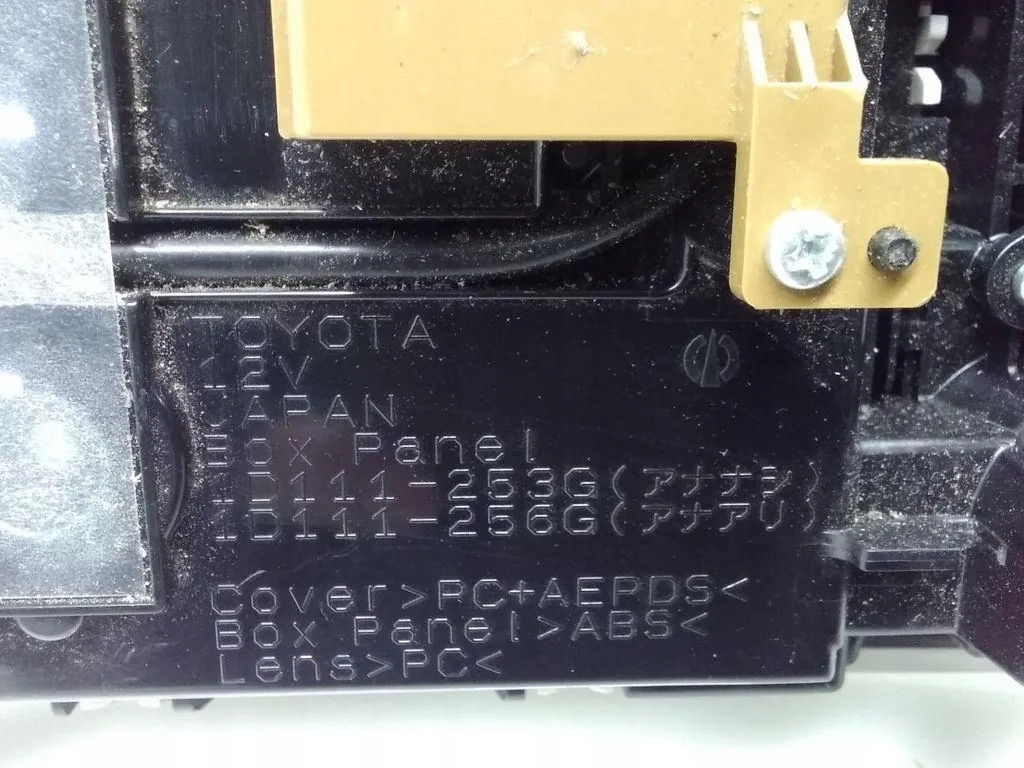 TOYOTA
12V
JAPAN
Box Panel
1D111-253G(アナナシ)
1D111-256G(アナアリ)
Cover>PC+AEPDS<
Box Panel>ABS<
Lens>PC<